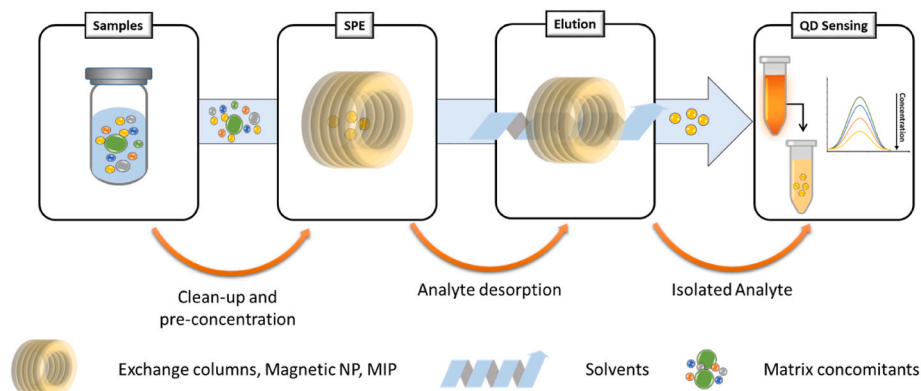 Samples
SPE
Elution
QD Sensing
Concentration
Clean-up and
pre-concentration
Analyte desorption
Isolated Analyte
Exchange columns, Magnetic NP, MIP
Solvents
Matrix concomitants